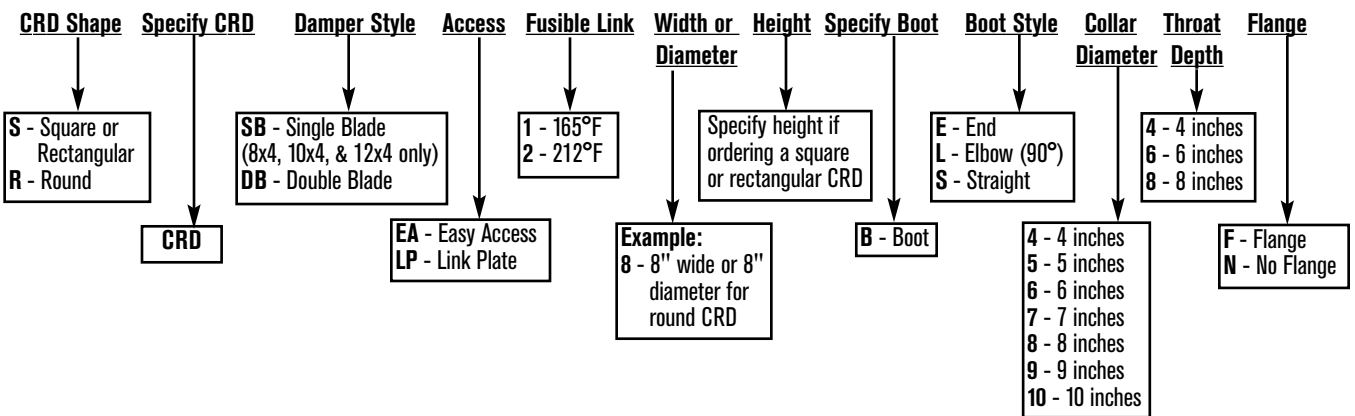 CRD Shape
Specify CRD
Damper Style
Access
Fusible Link
Width or
Diameter
Height
Specify Boot
Boot Style
Collar
Diameter
Throat
Depth
Flange
S - Square or
Rectangular
R - Round
CRD
SB - Single Blade
(8x4, 10x4, & 12x4 only)
DB - Double Blade
EA - Easy Access
LP - Link Plate
1 - 165°F
2 - 212°F
Example:
8 - 8" wide or 8"
diameter for
round CRD
Specify height if
ordering a square
or rectangular CRD
B - Boot
E - End
L - Elbow (90°)
S - Straight
4 - 4 inches
5 - 5 inches
6 - 6 inches
7 - 7 inches
8 - 8 inches
9 - 9 inches
10 - 10 inches
4 - 4 inches
6 - 6 inches
8 - 8 inches
F - Flange
N - No Flange